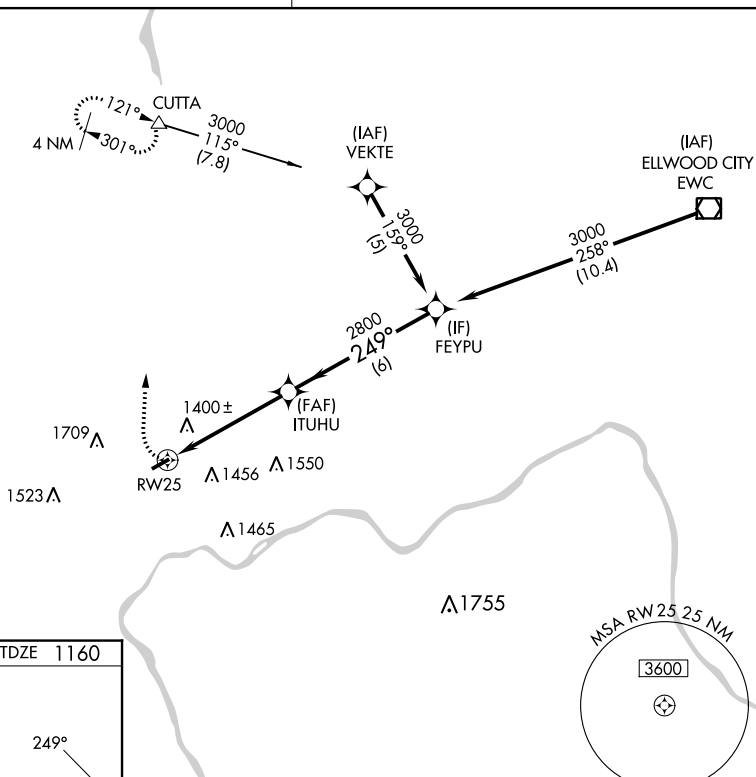 CUTTA
121°
301°
4 NM
3000
115°
(7.8)
(IAF)
VEKTE
3000
159°
(5)
(IAF)
ELLWOOD CITY
EWC
3000
258°
(10.4)
(IF)
FEYPU
2800
249°
(6)
(FAF)
ITUHU
1400 ±
1709
RW25
1456
1550
1523
1465
1755
TDZE 1160
249°
MSA RW25 25 NM
3600